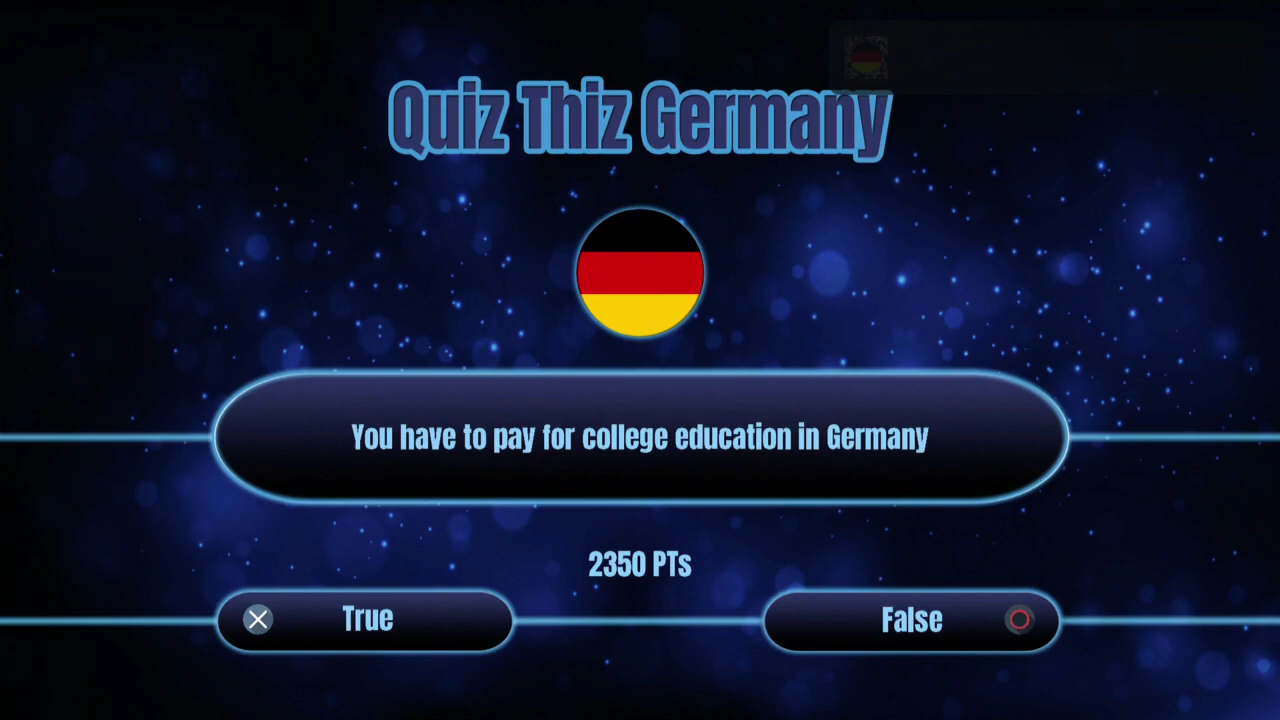 Quiz Thiz Germany
You have to pay for college education in Germany
2350 PTs
True
False